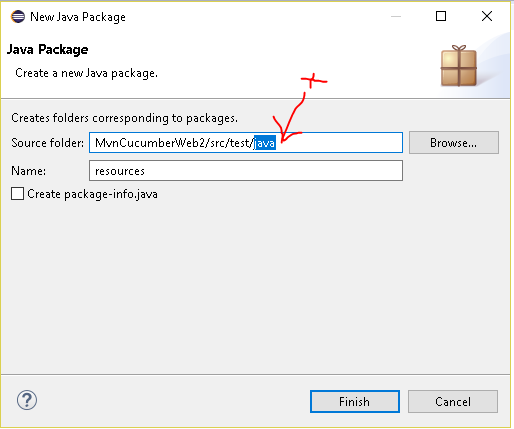 New Java Package
Java Package
Create a new Java package.
Creates folders corresponding to packages.
Source folder: MvnCucumberWeb2/src/test/java Browse...
Name: resources
Create package-info.java
? Finish Cancel